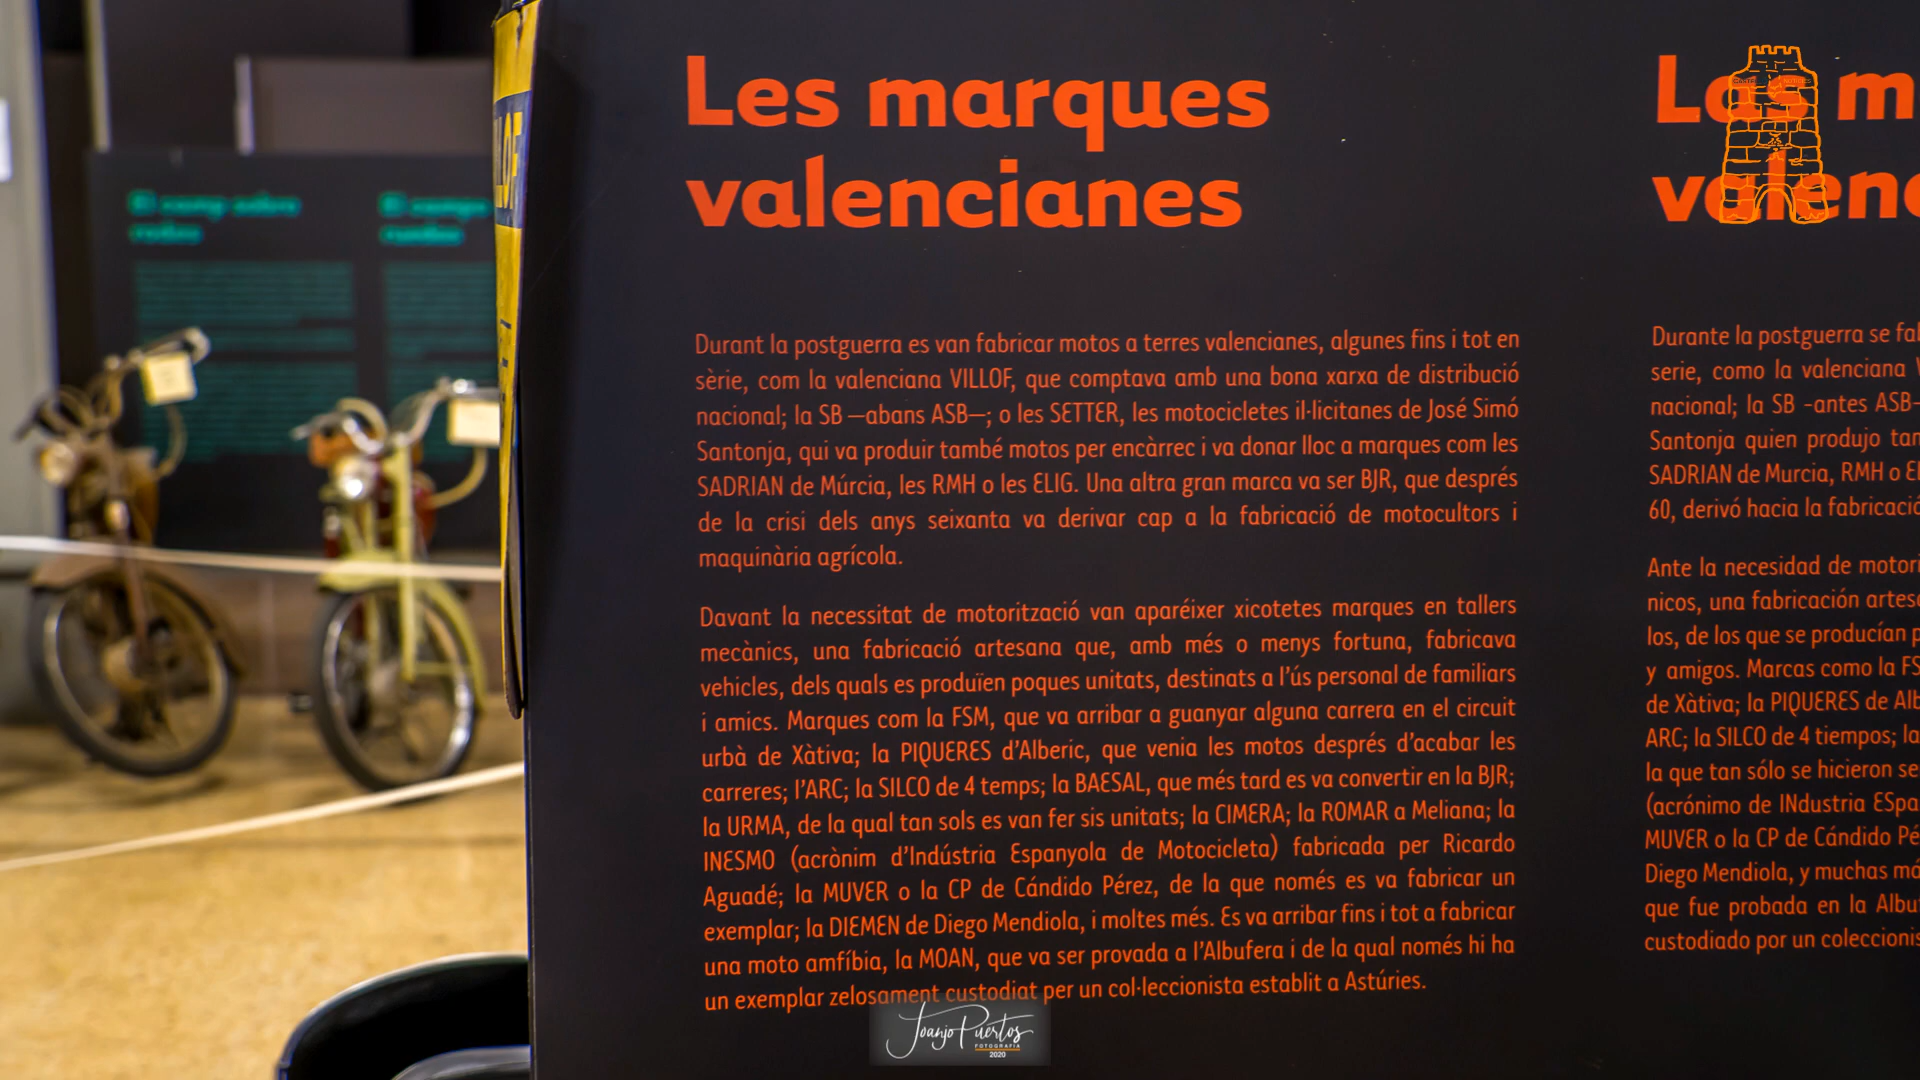 Les marques
valencianes
Durant la postguerra es van fabricar motos a terres valencianes, algunes fins i tot en
sèrie, com la valenciana VILLOF, que comptava amb una bona xarxa de distribució
nacional; la SB —abans ASB—; o les SETTER, les motocicletes il·licitanes de José Simó
Santonja, qui va produir també motos per encàrrec i va donar lloc a marques com les
SADRIAN de Múrcia, les RMH o les ELIG. Una altra gran marca va ser BJR, que després
de la crisi dels anys seixanta va derivar cap a la fabricació de motocultors i
maquinària agrícola.
Davant la necessitat de motorització van aparéixer xicotetes marques en tallers
mecànics, una fabricació artesana que, amb més o menys fortuna, fabricava
vehicles, dels quals es produïen poques unitats, destinats a l'ús personal de familiars
i amics. Marques com la FSM, que va arribar a guanyar alguna carrera en el circuit
urbà de Xàtiva; la PIQUERES d'Alberic, que venia les motos després d'acabar les
carreres; l'ARC; la SILCO de 4 temps; la BAESAL, que més tard es va convertir en la BJR;
la URMA, de la qual tan sols es van fer sis unitats; la CIMERA; la ROMAR a Meliana; la
INESMO (acrònim d'Indústria Espanyola de Motocicleta) fabricada per Ricardo
Aguadé; la MUVER o la CP de Cándido Pérez, de la que només es va fabricar un
exemplar; la DIEMEN de Diego Mendiola, i moltes més. Es va arribar fins i tot a fabricar
una moto amfíbia, la MOAN, que va ser provada a l'Albufera i de la qual només hi ha
un exemplar zelosament custodiat per un col·leccionista establit a Astúries.
Las m
valenc
Durante la postguerra se fa
serie, como la valenciana
nacional; la SB -antes ASB-
Santonja quien produjo
SADRIAN de Murcia, RMH o
60, derivó hacia la fabricació
Ante la necesidad de motori
nicos, una fabricación artes
los, de los que se producían
y amigos. Marcas como la FS
de Xàtiva; la PIQUERES de
ARC; la SILCO de 4 tiempos;
la que tan sólo se hicieron
(acrónimo de INdustria ESpa
MUVER o la CP de Cándido Pé
Diego Mendiola, y muchas
que fue probada en la
custodiado por un coleccionis
El camp sobre
rodes
El campo
ruedas
Joanjo Puertos
FOTOGRAFIA
2020